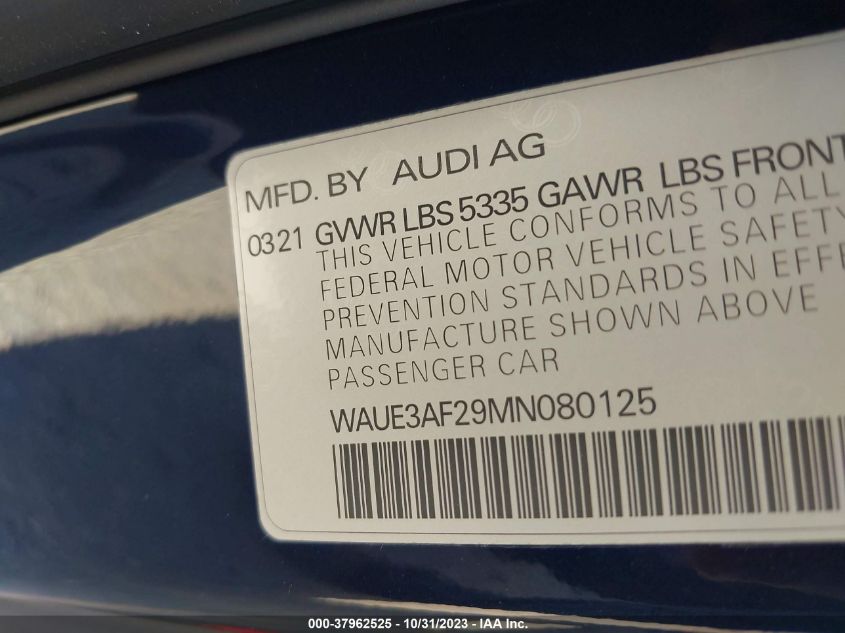 MFD. BY AUDI AG
0321 GVWR LBS 5335 GAWR LBS FRONT
THIS VEHICLE CONFORMS TO ALL
FEDERAL MOTOR VEHICLE SAFETY
PREVENTION STANDARDS IN EFFE
MANUFACTURE SHOWN ABOVE
PASSENGER CAR
WAUE3AF29MN080125
000-37962525 - 10/31/2023 - IAA Inc.